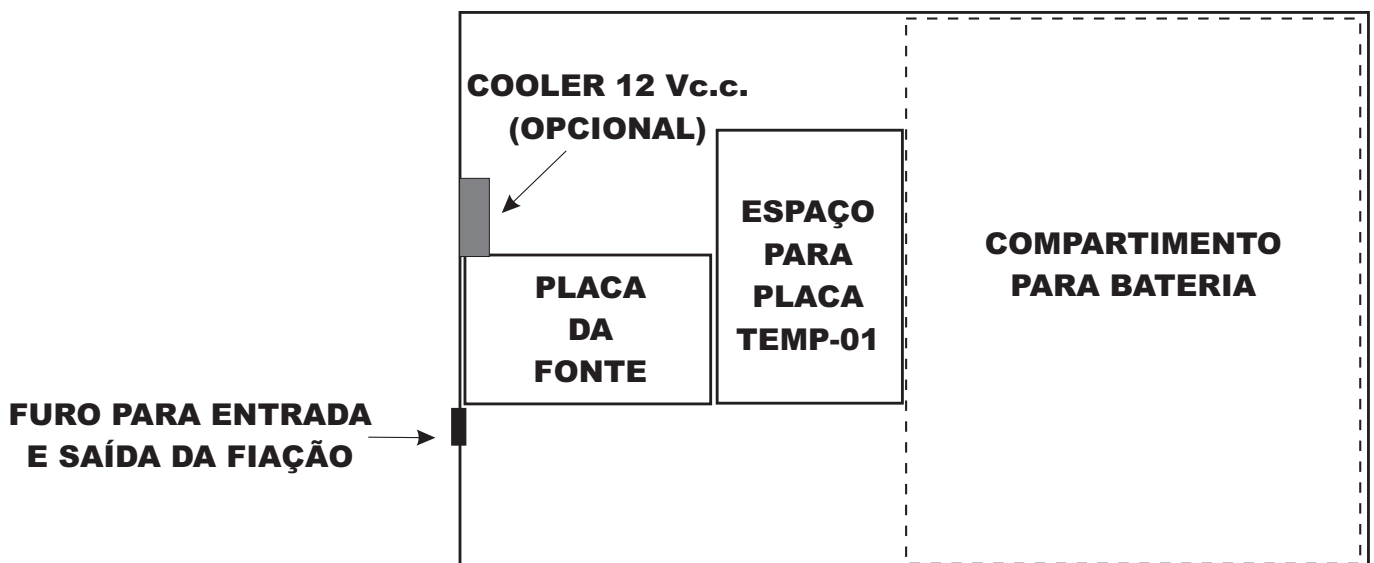 COOLER 12 Vc.c.
(OPCIONAL)
ESPAÇO
PARA
PLACA
TEMP-01
COMPARTIMENTO
PARA BATERIA
PLACA
DA
FONTE
FURO PARA ENTRADA
E SAÍDA DA FIAÇÃO